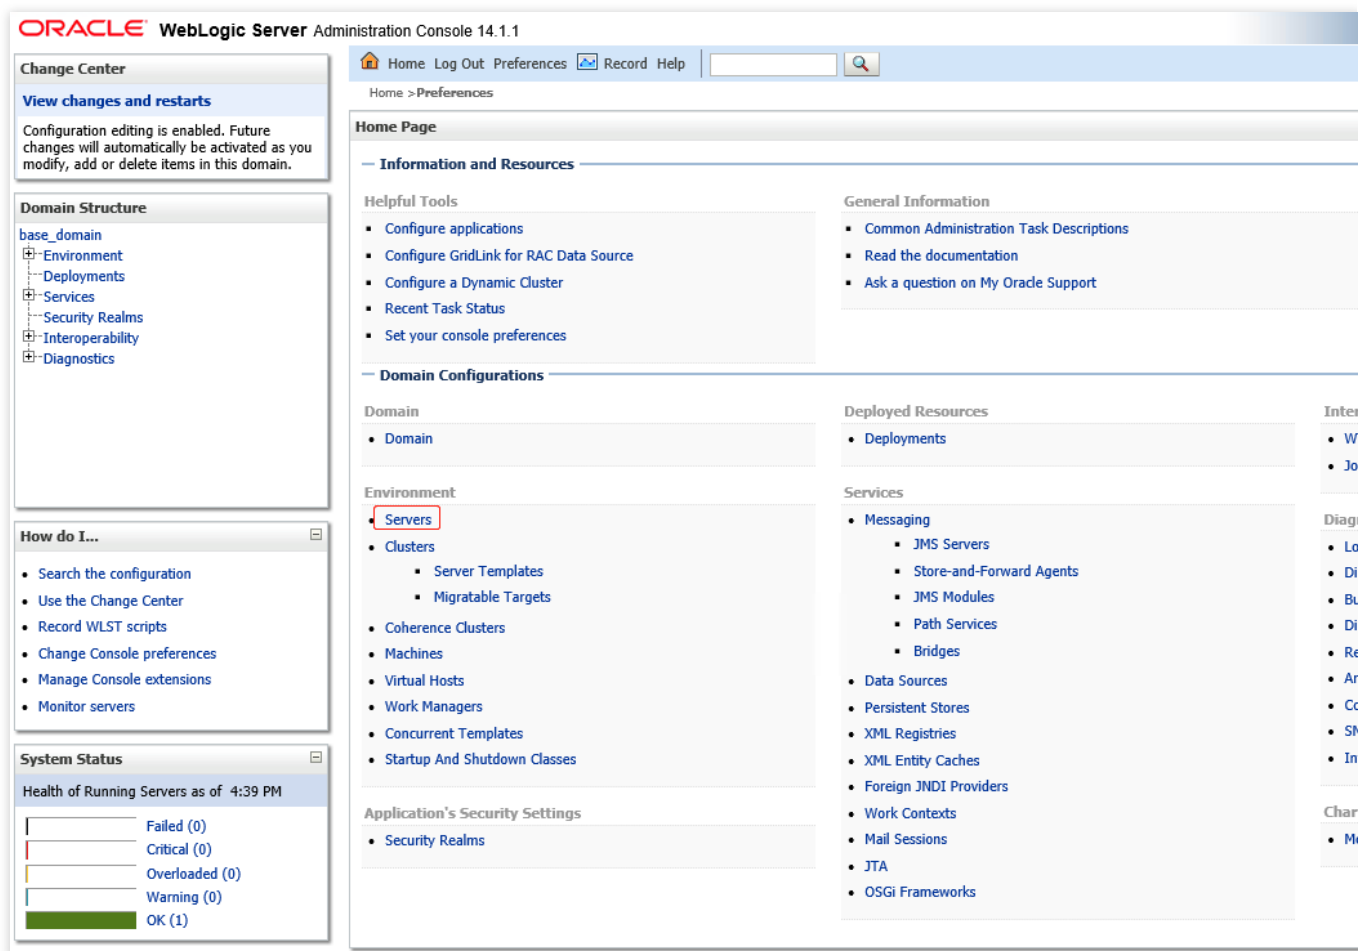 ORACLE WebLogic Server Administration Console 14.1.1
Change Center
View changes and restarts
Configuration editing is enabled. Future
changes will automatically be activated as you
modify, add or delete items in this domain.
Domain Structure
base_domain
Environment
Deployments
Services
Security Realms
Interoperability
Diagnostics
How do I...
Search the configuration
Use the Change Center
Record WLST scripts
Change Console preferences
Manage Console extensions
Monitor servers
System Status
Health of Running Servers as of 4:39 PM
Failed (0)
Critical (0)
Overloaded (0)
Warning (0)
OK (1)
Home Log Out Preferences Record Help
Home >Preferences
Home Page
Information and Resources
Helpful Tools
Configure applications
Configure GridLink for RAC Data Source
Configure a Dynamic Cluster
Recent Task Status
Set your console preferences
General Information
Common Administration Task Descriptions
Read the documentation
Ask a question on My Oracle Support
Domain Configurations
Domain
Domain
Environment
Servers
Clusters
Server Templates
Migratable Targets
Coherence Clusters
Machines
Virtual Hosts
Work Managers
Concurrent Templates
Startup And Shutdown Classes
Application's Security Settings
Security Realms
Deployed Resources
Deployments
Services
Messaging
JMS Servers
Store-and-Forward Agents
JMS Modules
Path Services
Bridges
Data Sources
Persistent Stores
XML Registries
XML Entity Caches
Foreign JNDI Providers
Work Contexts
Mail Sessions
JTA
OSGi Frameworks